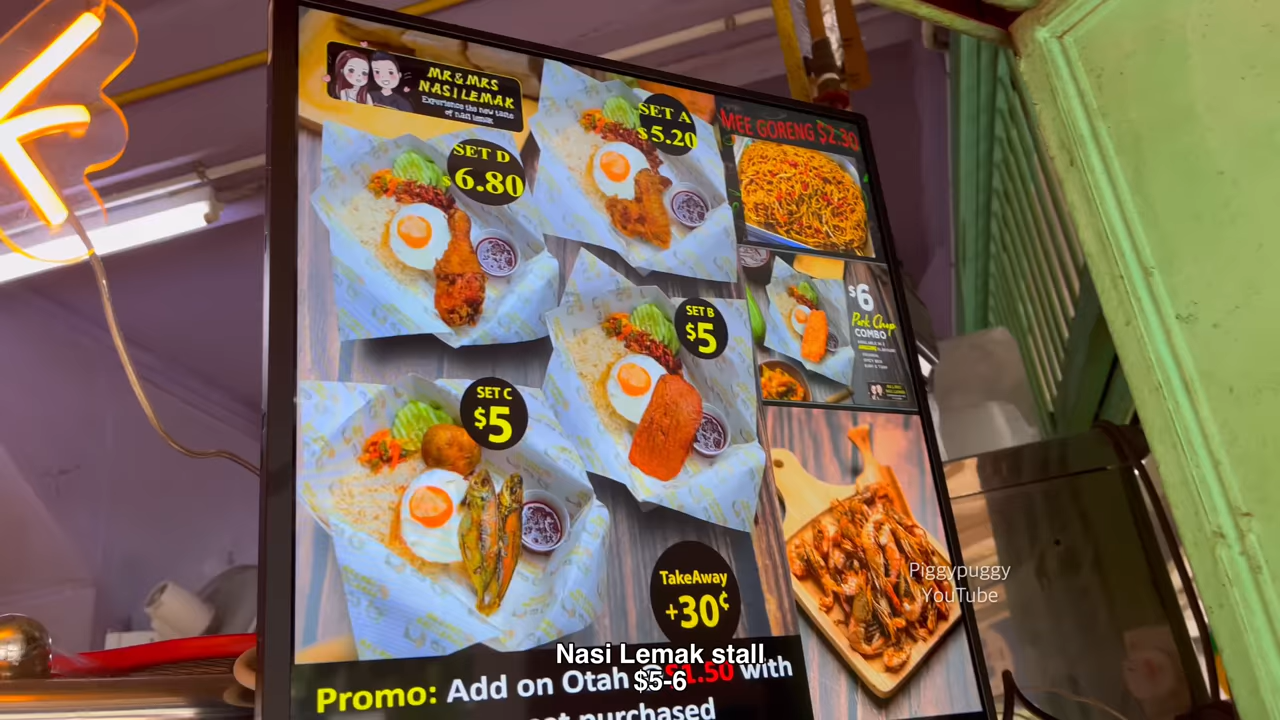 MR & MRS
NASI LEMAK
Experience the new taste
of nasi lemak
SET A
$5.20
MEE GORENG $2.30
SET D
$6.80
$6
Pork Chop
COMBO
SET B
$5
SET C
$5
TakeAway
+30¢
Piggypuggy
YouTube
Nasi Lemak stall
$5-6
Promo: Add on Otah @$1.50 with
purchased